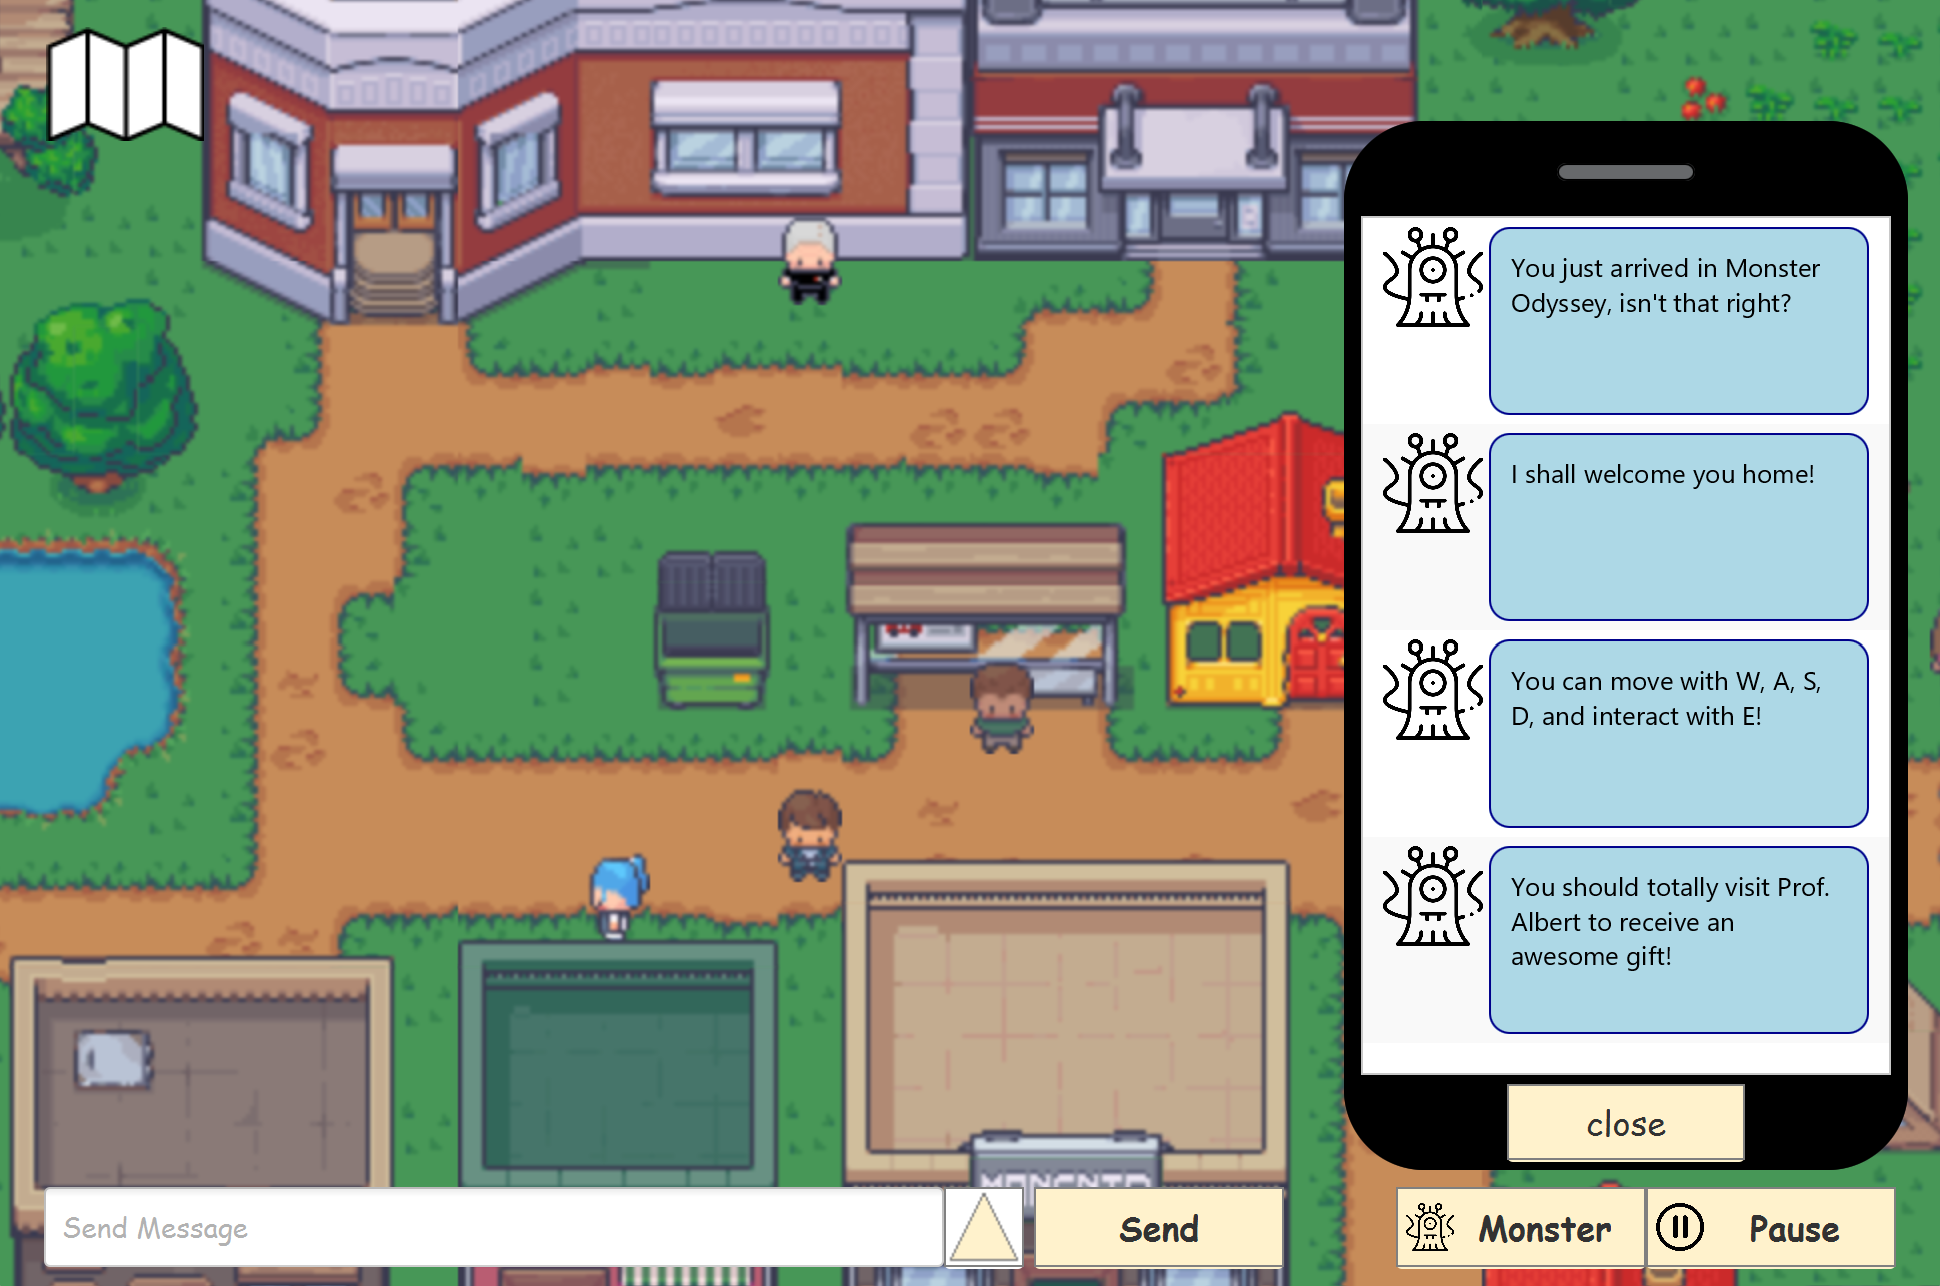 You just arrived in Monster
Odyssey, isn't that right?
I shall welcome you home!
You can move with W, A, S,
D, and interact with E!
You should totally visit Prof.
Albert to receive an
awesome gift!
close
Send Message
Send
Monster
Pause